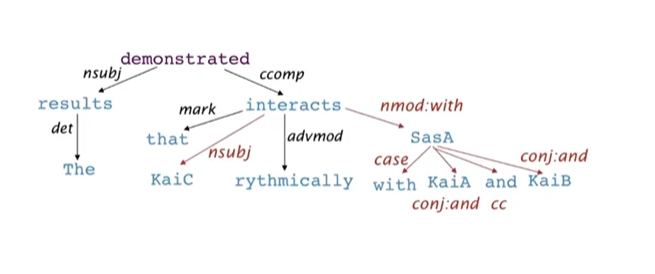 demonstrated
nsubj
ccomp
results
mark
interacts
nmod:with
det
that
nsubj
advmod
SasA
The
case
conj:and
KaiC
rythmically
with
KaiA
and
KaiB
conj:and
cc